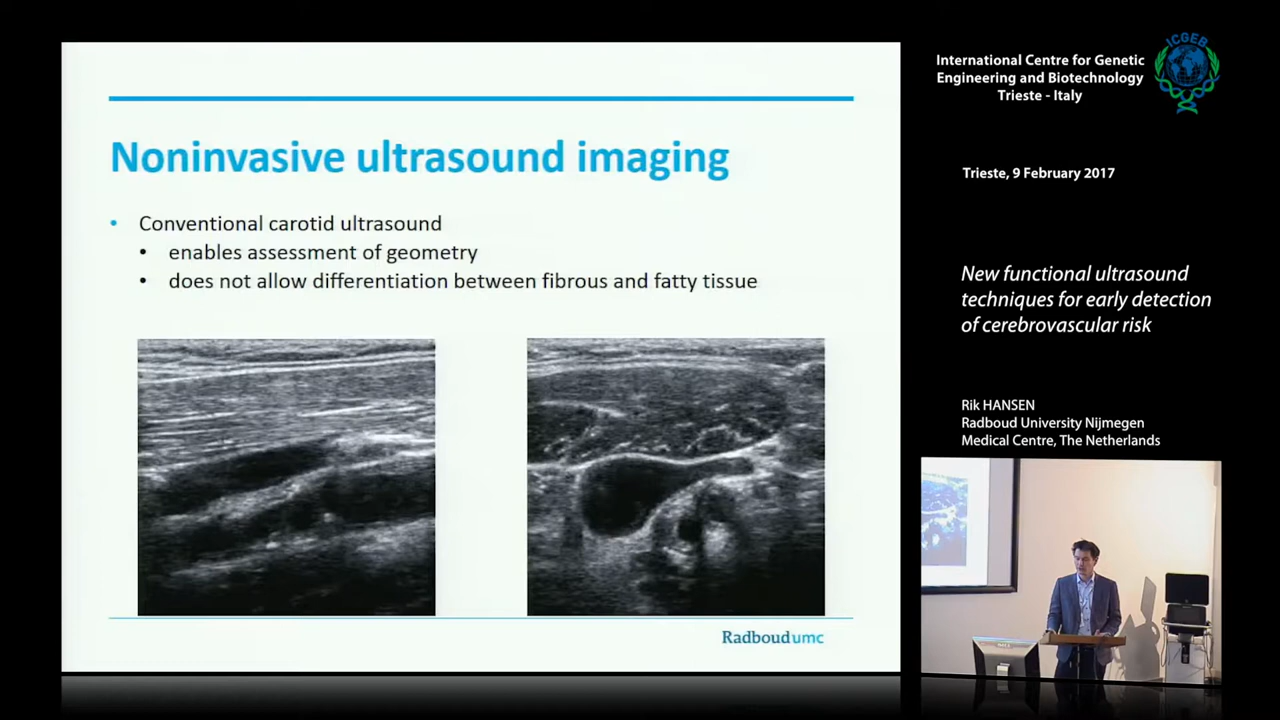 Noninvasive ultrasound imaging
• Conventional carotid ultrasound
• enables assessment of geometry
• does not allow differentiation between fibrous and fatty tissue
Radboudumc
ICGEB
International Centre for Genetic
Engineering and Biotechnology
Trieste - Italy
Trieste, 9 February 2017
New functional ultrasound
techniques for early detection
of cerebrovascular risk
Rik HANSEN
Radboud University Nijmegen
Medical Centre, The Netherlands